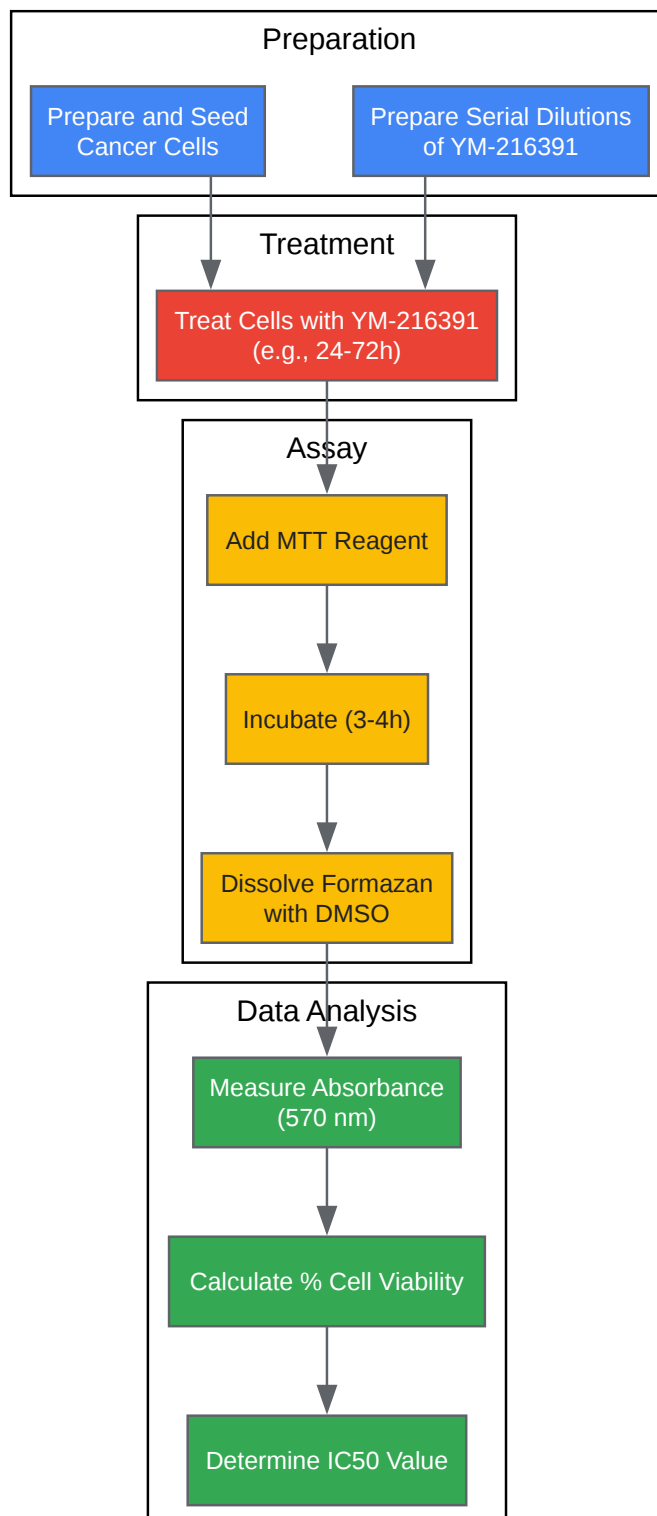 Preparation
Prepare and Seed
Cancer Cells
Prepare Serial Dilutions
of YM-216391
Treatment
Treat Cells with YM-216391
(e.g., 24-72h)
Assay
Add MTT Reagent
Incubate (3-4h)
Dissolve Formazan
with DMSO
Data Analysis
Measure Absorbance
(570 nm)
Calculate % Cell Viability
Determine IC50 Value